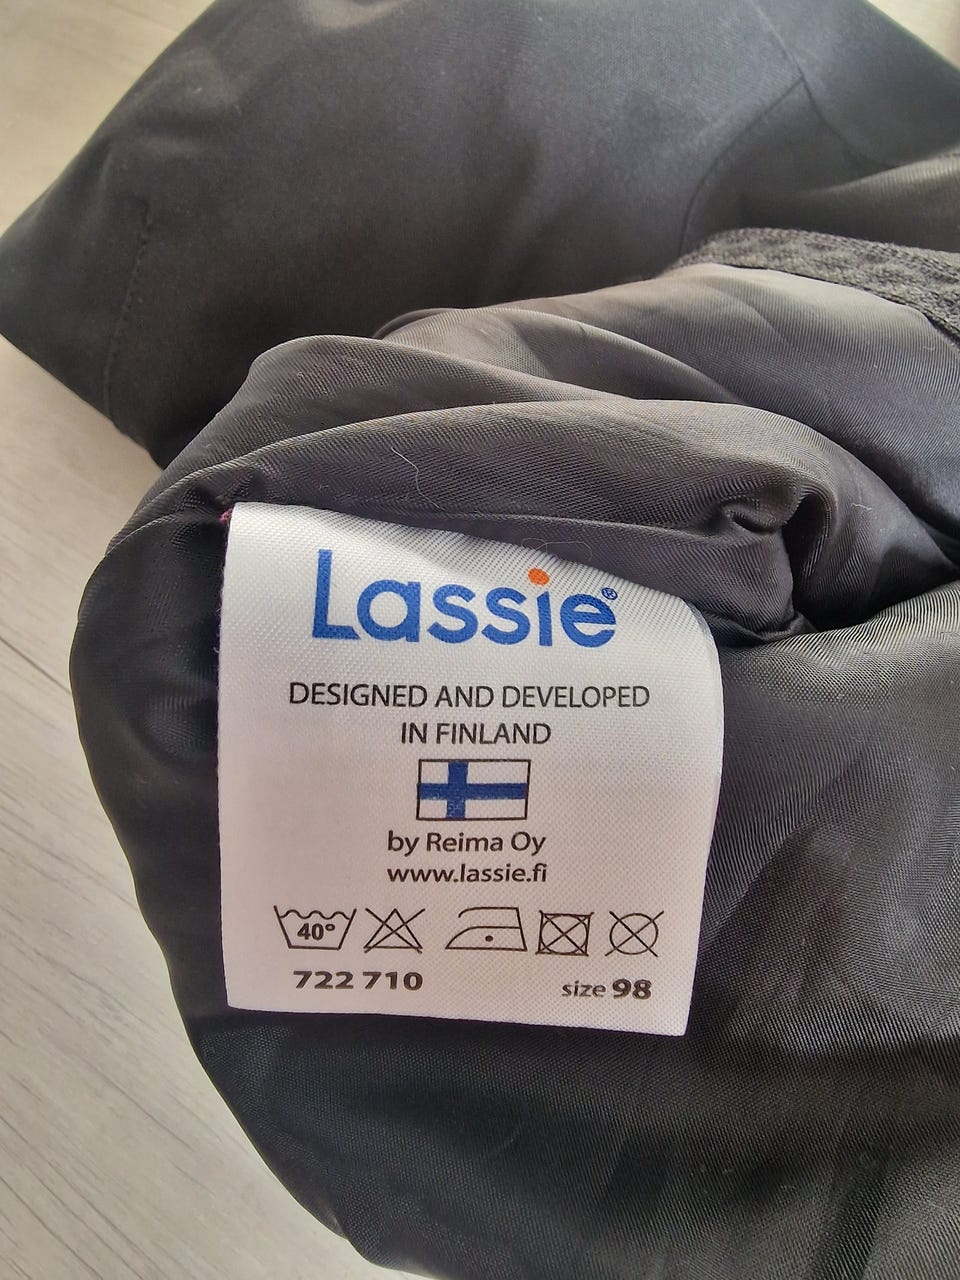 Lassie®
DESIGNED AND DEVELOPED
IN FINLAND
by Reima Oy
www.lassie.fi
40°
722 710 size 98